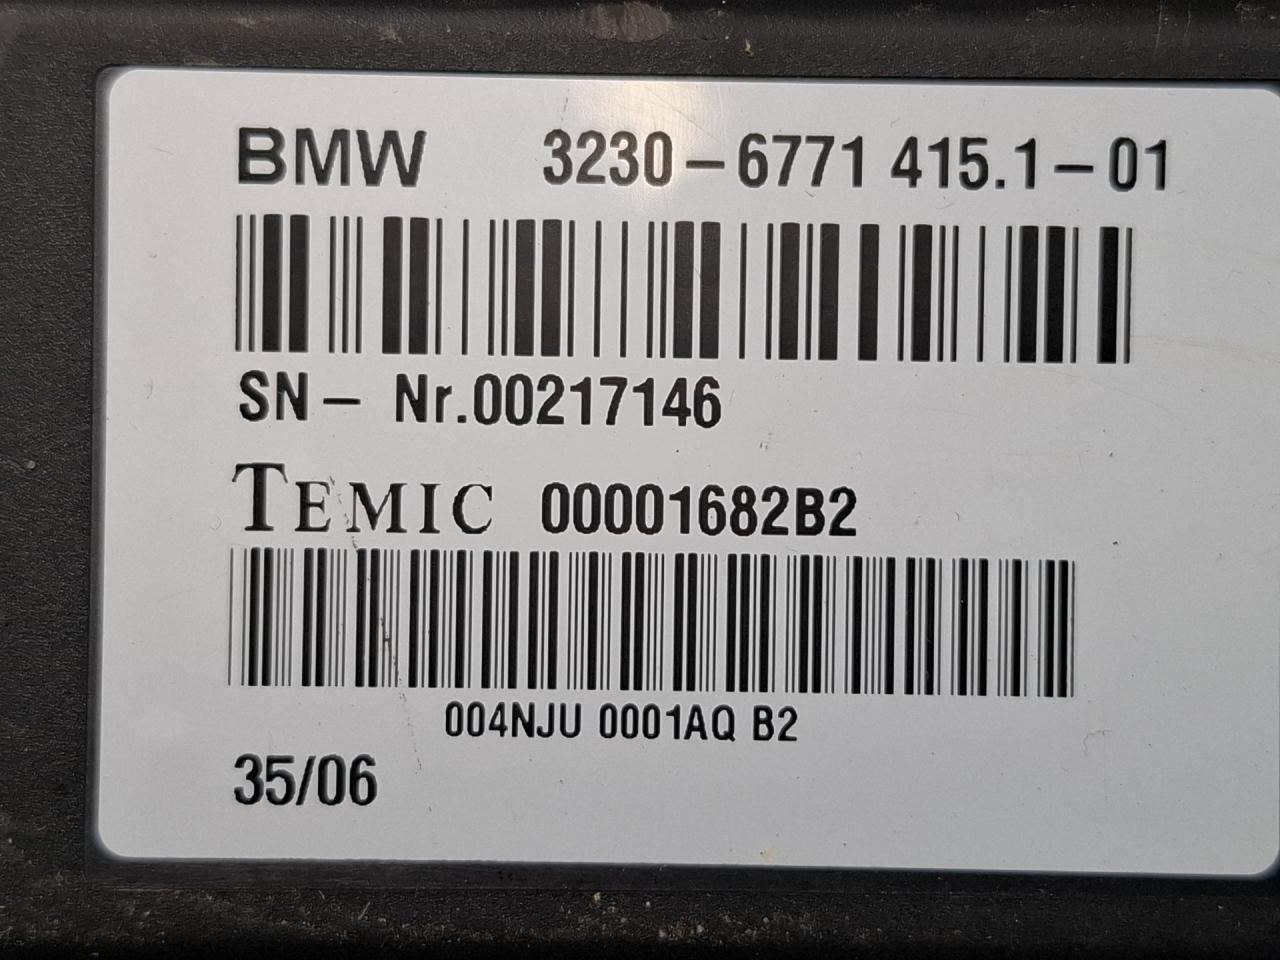 BMW 3230-6771 415.1-01
SN- Nr.00217146
TEMIC 00001682B2
004NJU 0001AQ B2
35/06